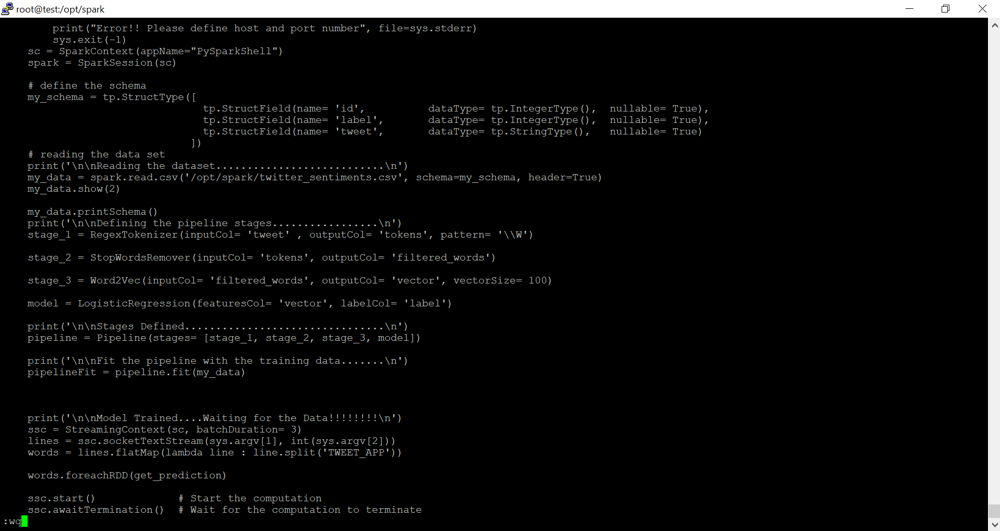 root@test:/opt/spark
print("Error!! Please define host and port number", file=sys.stderr)
sys.exit(-1)
sc = SparkContext(appName="PySparkShell")
spark = SparkSession(sc)
# define the schema
my_schema = tp.StructType([
tp.StructField(name= 'id', dataType= tp.IntegerType(), nullable= True),
tp.StructField(name= 'label', dataType= tp.IntegerType(), nullable= True),
tp.StructField(name= 'tweet', dataType= tp.StringType(), nullable= True)
])
# reading the data set
print('\n\nReading the dataset...........................\n')
my_data = spark.read.csv('/opt/spark/twitter_sentiments.csv', schema=my_schema, header=True)
my_data.show(2)
my_data.printSchema()
print('\n\nDefining the pipeline stages.................\n')
stage_1 = RegexTokenizer(inputCol= 'tweet' , outputCol= 'tokens', pattern= '\\W')
stage_2 = StopWordsRemover(inputCol= 'tokens', outputCol= 'filtered_words')
stage_3 = Word2Vec(inputCol= 'filtered_words', outputCol= 'vector', vectorSize= 100)
model = LogisticRegression(featuresCol= 'vector', labelCol= 'label')
print('\n\nStages Defined................................\n')
pipeline = Pipeline(stages= [stage_1, stage_2, stage_3, model])
print('\n\nFit the pipeline with the training data.......\n')
pipelineFit = pipeline.fit(my_data)
print('\n\nModel Trained....Waiting for the Data!!!!!!!!\n')
ssc = StreamingContext(sc, batchDuration= 3)
lines = ssc.socketTextStream(sys.argv[1], int(sys.argv[2]))
words = lines.flatMap(lambda line : line.split('TWEET_APP'))
words.foreachRDD(get_prediction)
ssc.start() # Start the computation
ssc.awaitTermination() # Wait for the computation to terminate
:wq